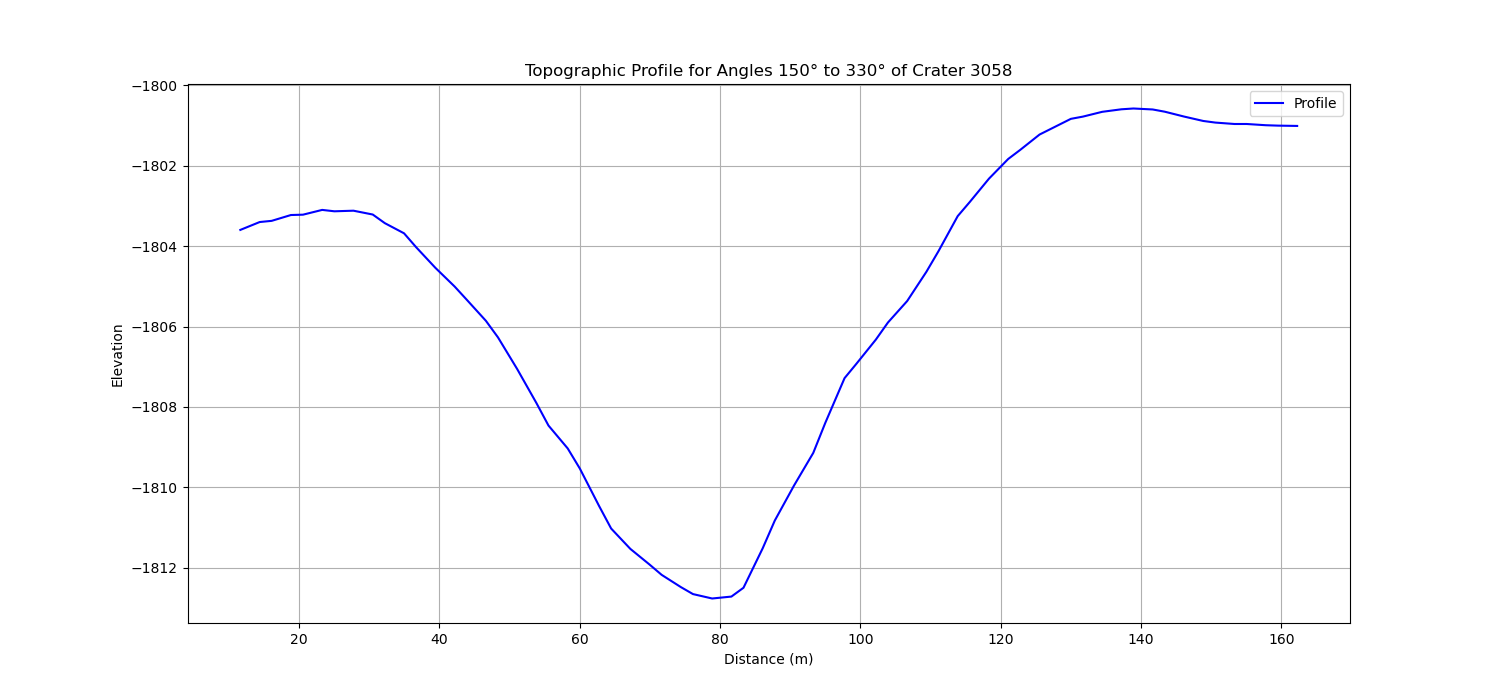 Topographic Profile for Angles 150° to 330° of Crater 3058
Profile
−1800
−1802
−1804
−1806
−1808
−1810
−1812
Elevation
20 40 60 80 100 120 140 160
Distance (m)